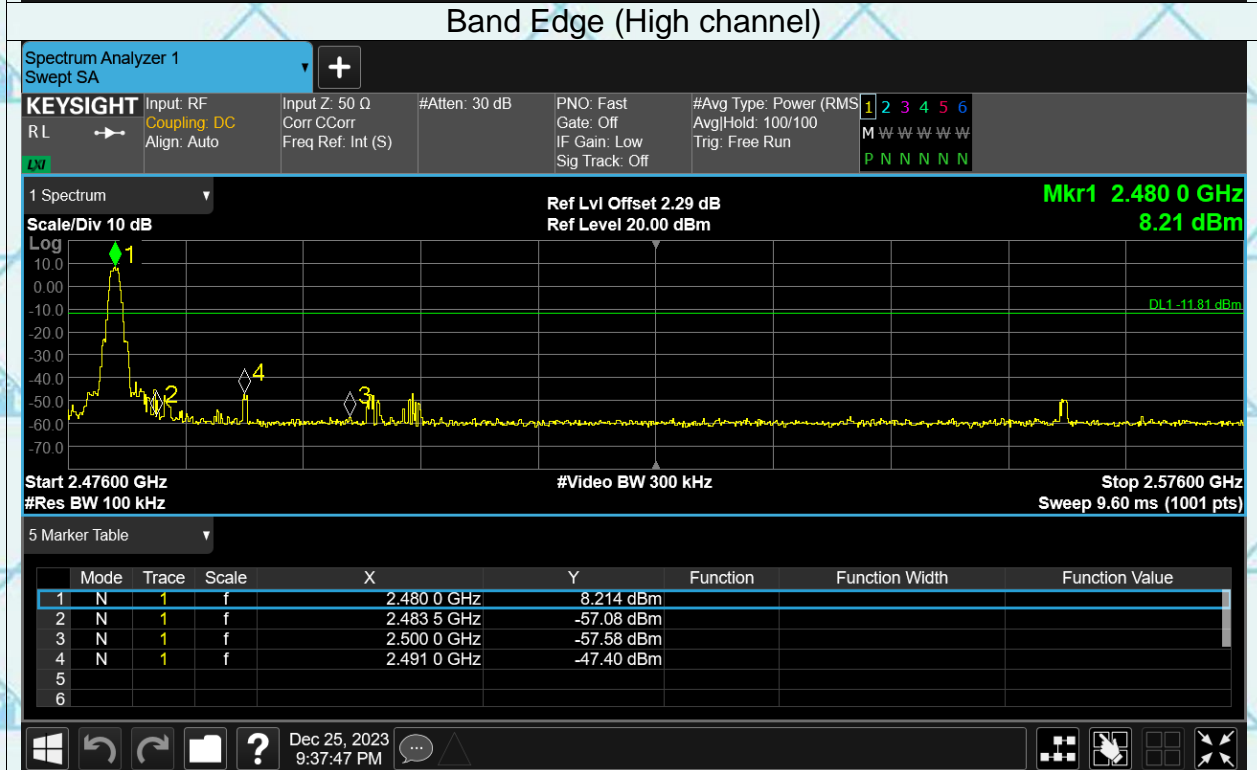 Band Edge (High channel)
Spectrum Analyzer 1
Swept SA
KEYSIGHT Input: RF Input Z: 50 Ω #Atten: 30 dB PNO: Fast #Avg Type: Power (RMS 1 2 3 4 5 6
RL Coupling: DC Corr CCorr Gate: Off Avg|Hold: 100/100 M W W W W W
Align: Auto Freq Ref: Int (S) IF Gain: Low Trig: Free Run
LXI Sig Track: Off P N N N N N
1 Spectrum Ref Lvl Offset 2.29 dB Mkr1 2.480 0 GHz
Scale/Div 10 dB Ref Level 20.00 dBm 8.21 dBm
Log
1
10.0
0.00
DL1 -11.81 dBm
-10.0
-20.0
-30.0
-40.0 4
-50.0 2 3
-60.0
-70.0
Start 2.47600 GHz #Video BW 300 kHz Stop 2.57600 GHz
#Res BW 100 kHz Sweep 9.60 ms (1001 pts)
5 Marker Table
Mode Trace Scale X Y Function Function Width Function Value
1 N 1 f 2.480 0 GHz 8.214 dBm
2 N 1 f 2.483 5 GHz -57.08 dBm
3 N 1 f 2.500 0 GHz -57.58 dBm
4 N 1 f 2.491 0 GHz -47.40 dBm
5
6
? Dec 25, 2023
9:37:47 PM